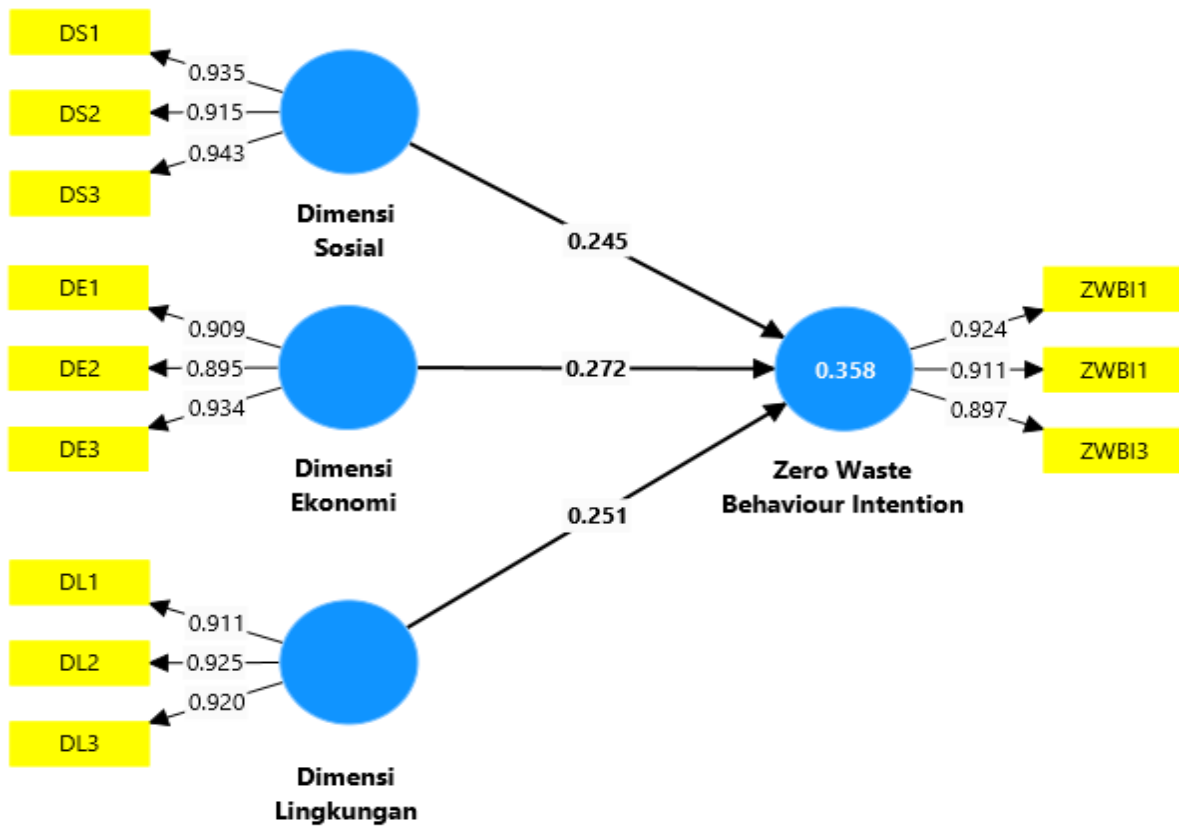 DS1
0.935
DS2
0.915
0.943
DS3
Dimensi
Sosial
0.245
DE1
0.909
DE2
0.895
0.934
DE3
Dimensi
Ekonomi
0.272
0.358
Zero Waste
Behaviour Intention
ZWBI1
0.924
ZWBI1
0.911
0.897
ZWBI3
0.251
DL1
0.911
DL2
0.925
0.920
DL3
Dimensi
Lingkungan